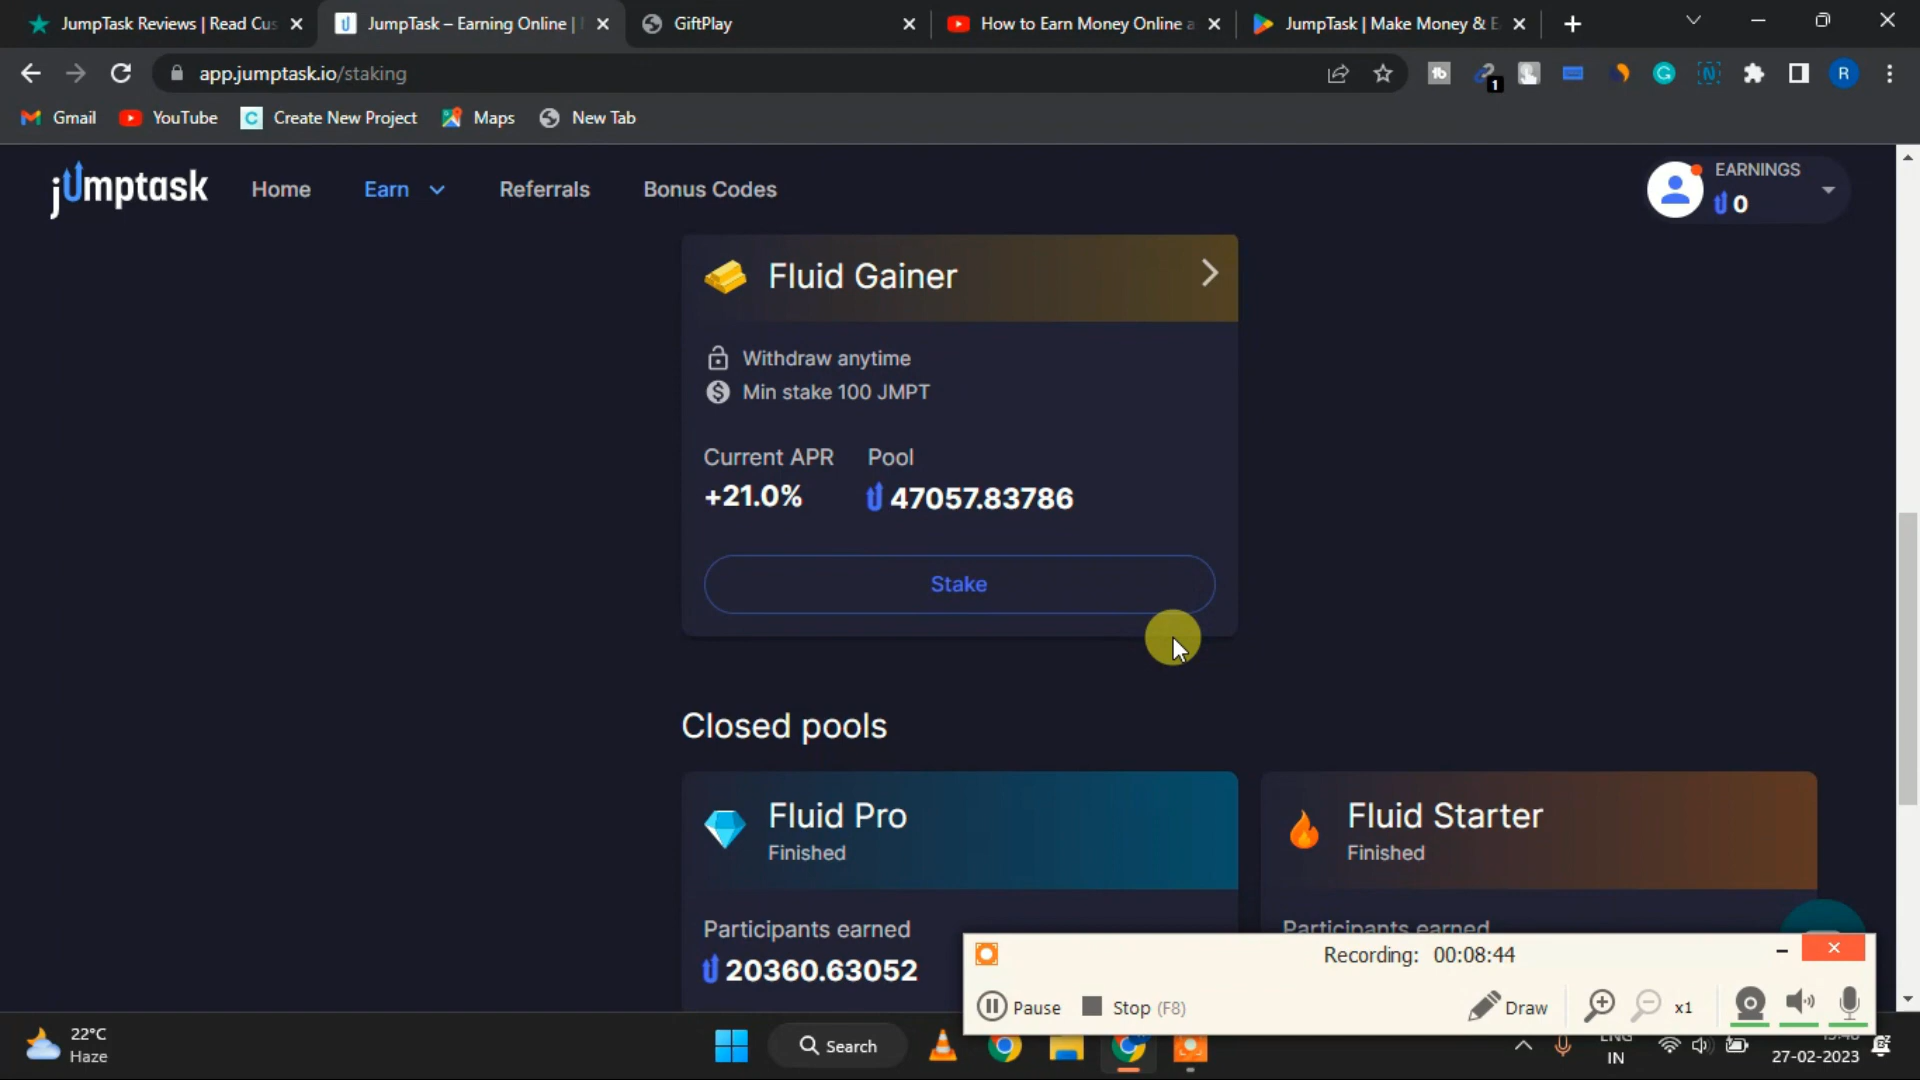 JumpTask Reviews | Read Cus
JumpTask – Earning Online |
GiftPlay
How to Earn Money Online a
JumpTask | Make Money & E
app.jumptask.io/staking
1
R
Gmail
YouTube
Create New Project
Maps
New Tab
jumptask
Home
Earn
Referrals
Bonus Codes
EARNINGS
0
Fluid Gainer
Withdraw anytime
Min stake 100 JMPT
Current APR
Pool
+21.0%
47057.83786
Stake
Closed pools
Fluid Pro
Finished
Fluid Starter
Finished
Participants earned
Participants earned
20360.63052
Recording: 00:08:44
Pause
Stop (F8)
Draw
x1
22°C
Haze
Search
ENG
IN
27-02-2023